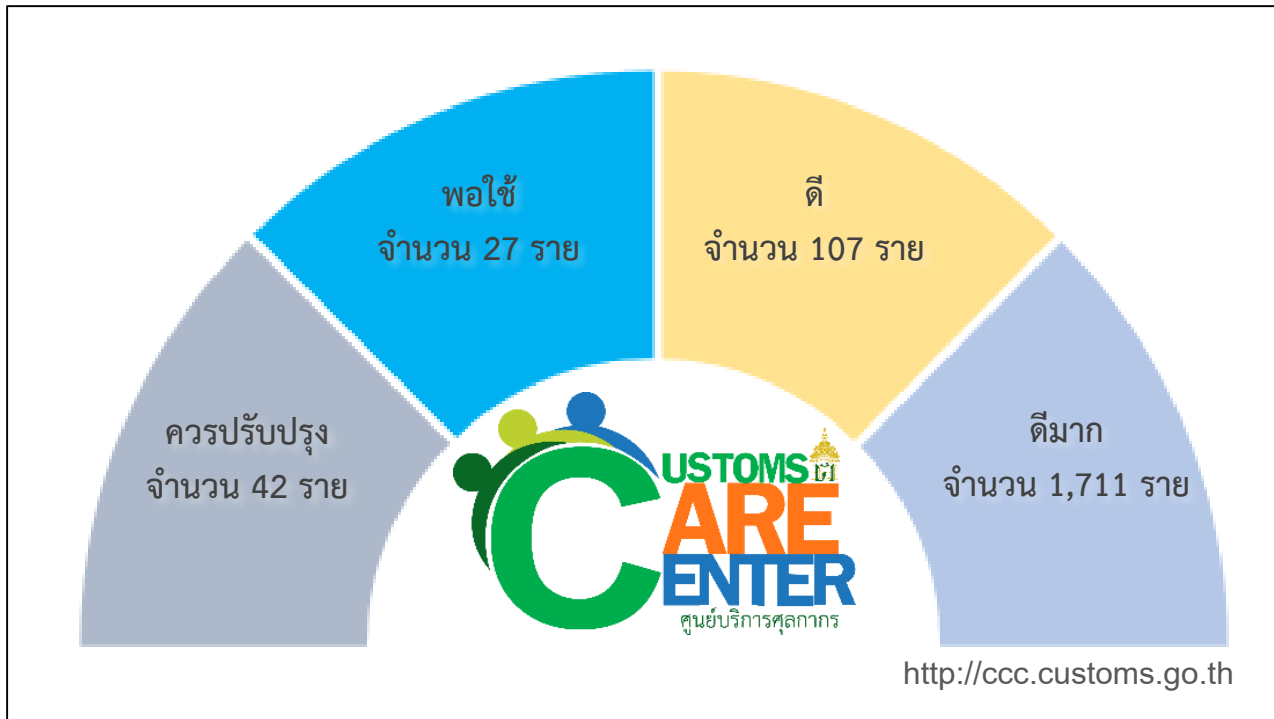 พอใช้
จำนวน 27 ราย
ดี
จำนวน 107 ราย
ควรปรับปรุง
จำนวน 42 ราย
ดีมาก
จำนวน 1,711 ราย
CUSTOMS
CARE
CENTER
ศูนย์บริการศุลกากร
http://ccc.customs.go.th